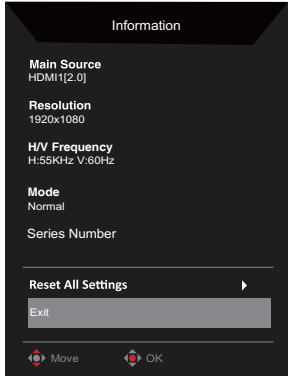 Information
Main Source
HDMI1[2.0]
Resolution
1920x1080
H/V Frequency
H:55KHz V:60Hz
Mode
Normal
Series Number
Reset All Settings
Exit
Move OK